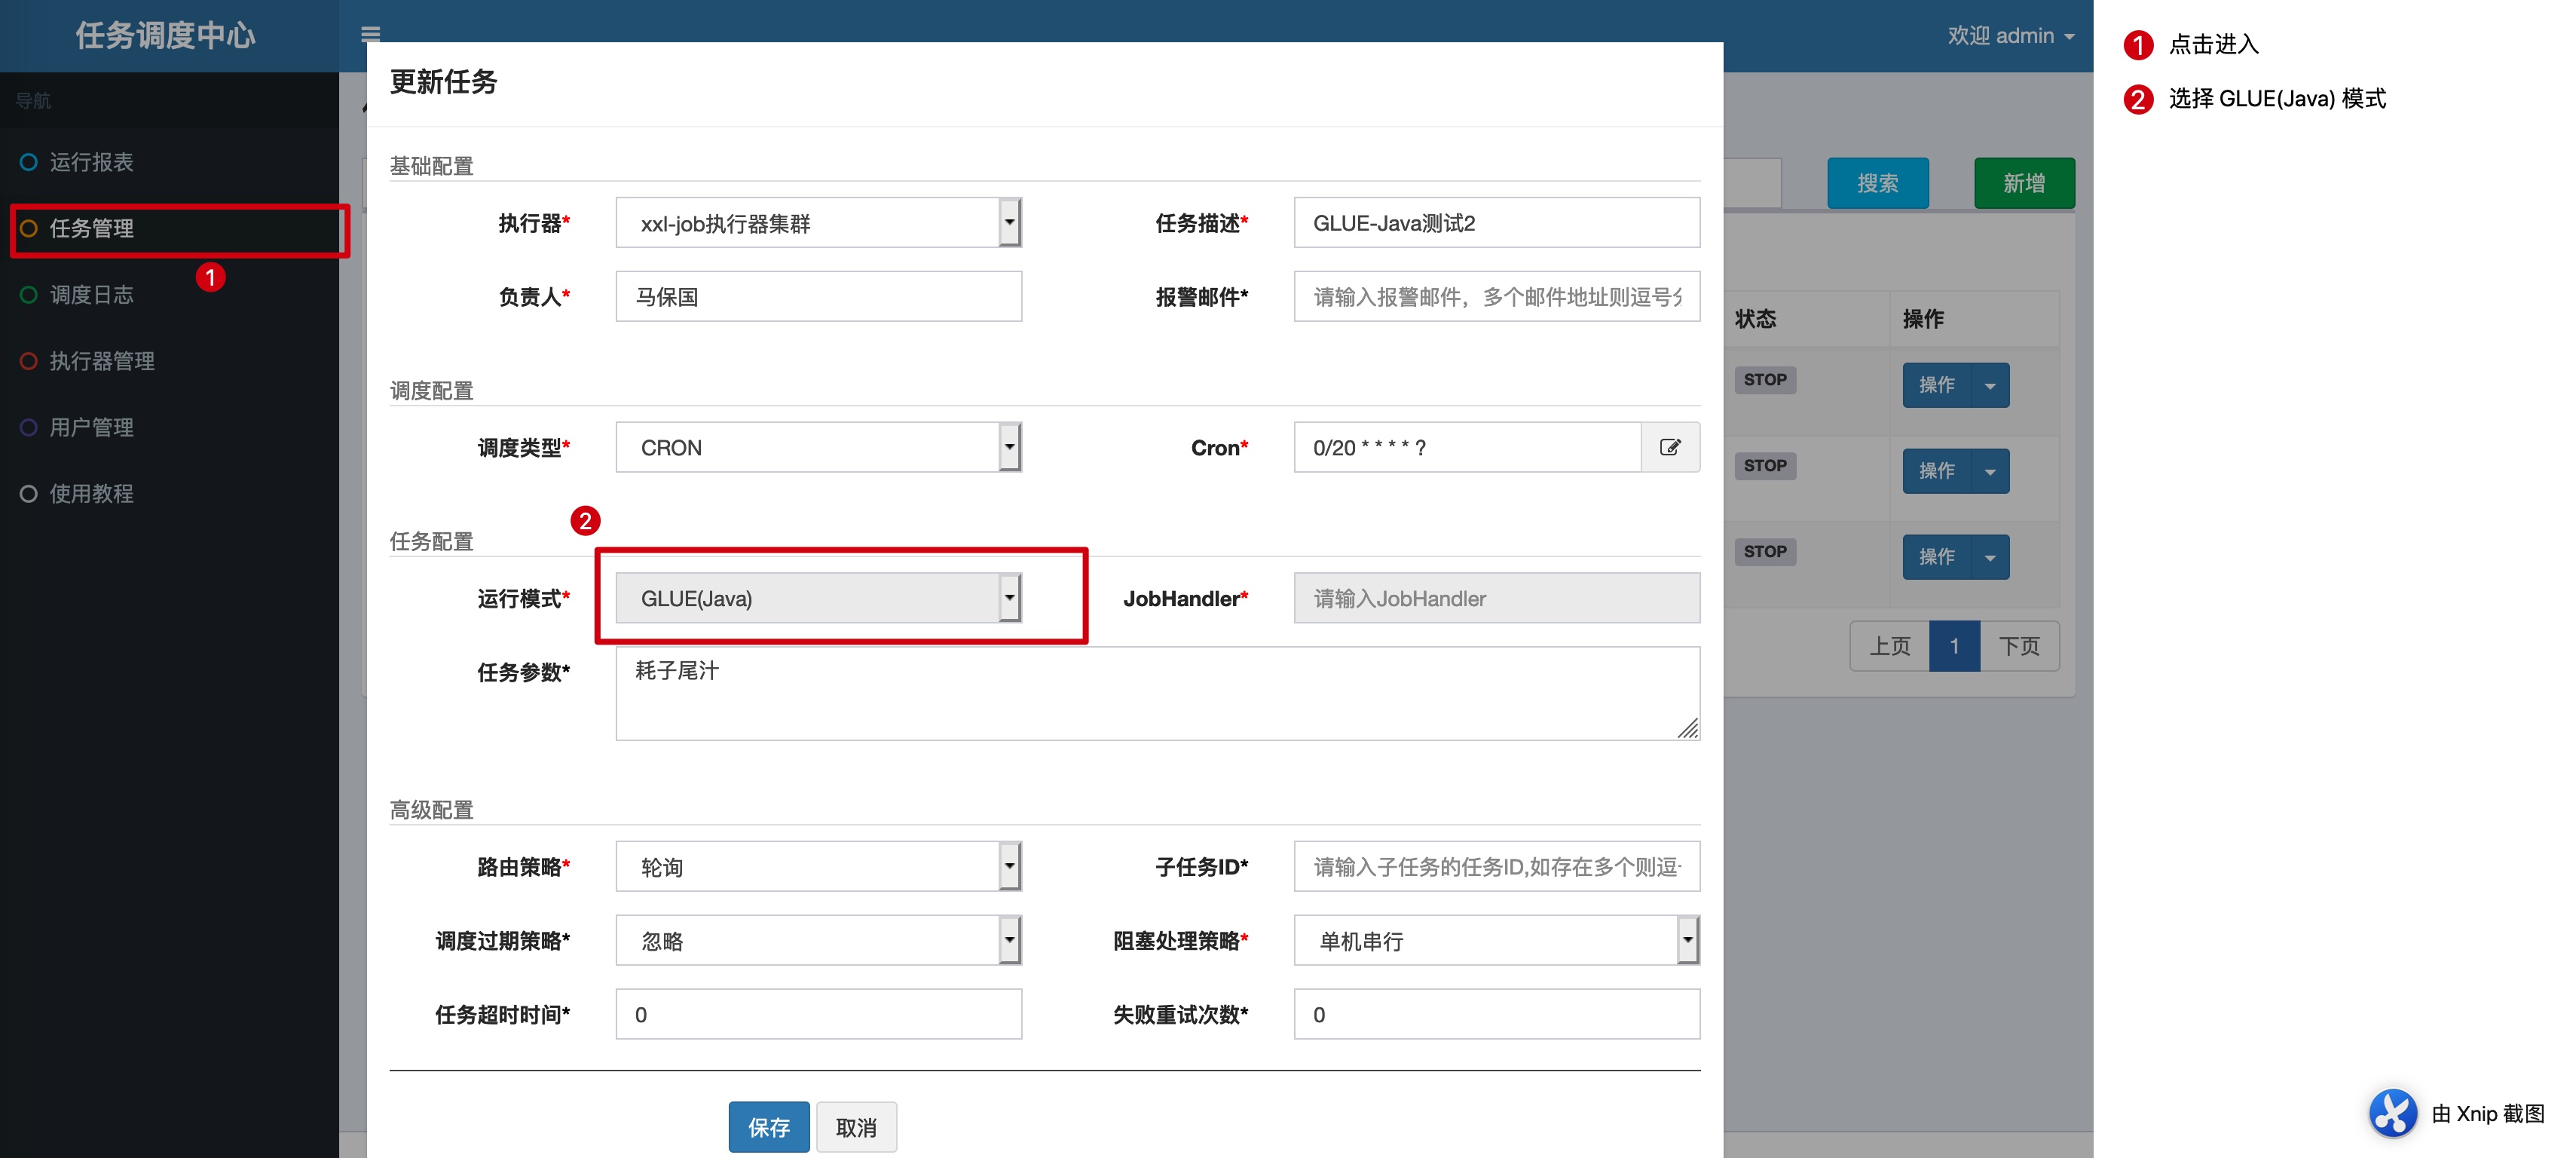 任务调度中心
欢迎 admin
导航
运行报表
任务管理
1
调度日志
执行器管理
用户管理
使用教程
更新任务
基础配置
执行器* xxl-job执行器集群 任务描述* GLUE-Java测试2
负责人* 马保国 报警邮件* 请输入报警邮件，多个邮件地址则逗号分
调度配置
调度类型* CRON Cron* 0/20 * * * * ?
任务配置
2
运行模式* GLUE(Java) JobHandler* 请输入JobHandler
任务参数* 耗子尾汁
高级配置
路由策略* 轮询 子任务ID* 请输入子任务的任务ID,如存在多个则逗
调度过期策略* 忽略 阻塞处理策略* 单机串行
任务超时时间* 0 失败重试次数* 0
保存 取消
搜索 新增
状态 操作
STOP 操作
STOP 操作
STOP 操作
上页 1 下页
1 点击进入
2 选择 GLUE(Java) 模式
由 Xnip 截图